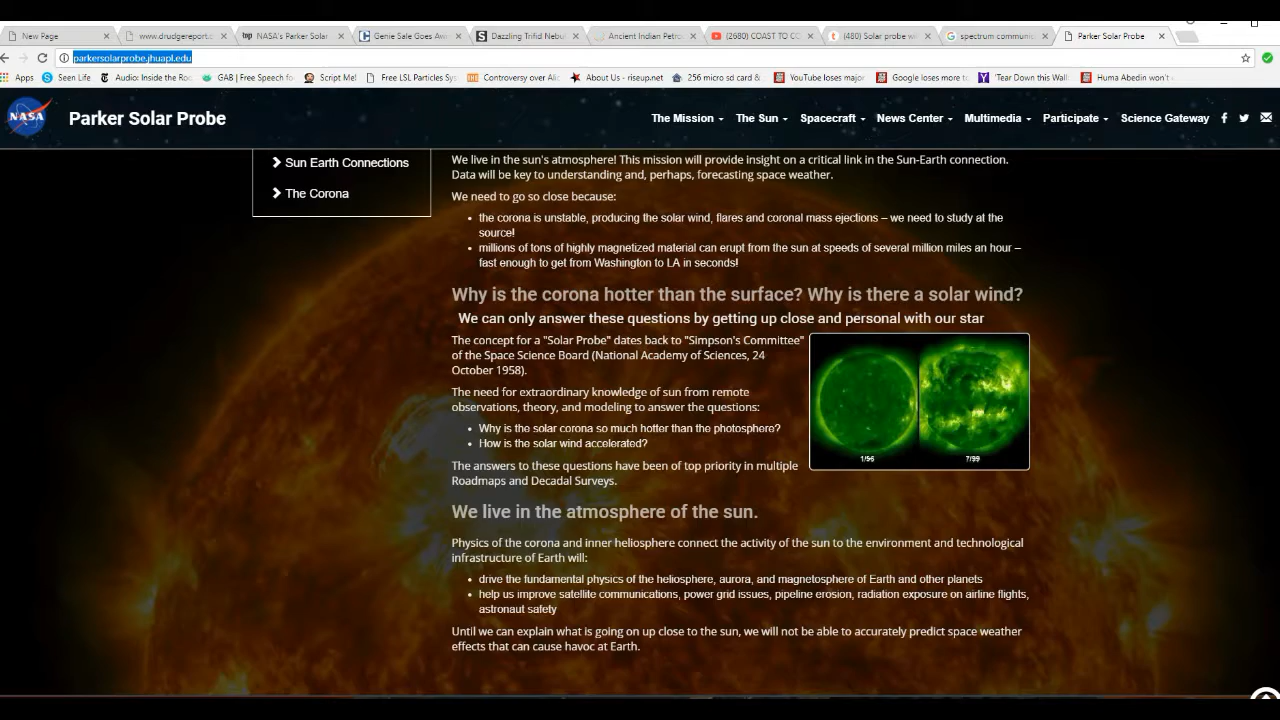 New Page
www.drudgereport.c
NASA's Parker Solar
Genie Sale Goes Aw
Dazzling Trifid Nebul
Ancient Indian Petro
(2680) COAST TO CO
(480) Solar probe wi
spectrum communic
Parker Solar Probe
parkersolarprobe.jhuapl.edu
Apps
Seen Life
Audio: Inside the Ro
GAB | Free Speech fo
Script Me!
Free LSL Particles Sy
Controversy over Ali
About Us - riseup.net
256 micro sd card &
YouTube loses major
Google loses more t
'Tear Down this Wall
Huma Abedin won't
NASA
Parker Solar Probe
The Mission
The Sun
Spacecraft
News Center
Multimedia
Participate
Science Gateway
Sun Earth Connections
The Corona
We live in the sun's atmosphere! This mission will provide insight on a critical link in the Sun-Earth connection.
Data will be key to understanding and, perhaps, forecasting space weather.
We need to go so close because:
• the corona is unstable, producing the solar wind, flares and coronal mass ejections – we need to study at the
source!
• millions of tons of highly magnetized material can erupt from the sun at speeds of several million miles an hour –
fast enough to get from Washington to LA in seconds!
Why is the corona hotter than the surface? Why is there a solar wind?
We can only answer these questions by getting up close and personal with our star
The concept for a "Solar Probe" dates back to "Simpson's Committee"
of the Space Science Board (National Academy of Sciences, 24
October 1958).
The need for extraordinary knowledge of sun from remote
observations, theory, and modeling to answer the questions:
• Why is the solar corona so much hotter than the photosphere?
• How is the solar wind accelerated?
The answers to these questions have been of top priority in multiple
Roadmaps and Decadal Surveys.
1/96
7/99
We live in the atmosphere of the sun.
Physics of the corona and inner heliosphere connect the activity of the sun to the environment and technological
infrastructure of Earth will:
• drive the fundamental physics of the heliosphere, aurora, and magnetosphere of Earth and other planets
• help us improve satellite communications, power grid issues, pipeline erosion, radiation exposure on airline flights,
astronaut safety
Until we can explain what is going on up close to the sun, we will not be able to accurately predict space weather
effects that can cause havoc at Earth.